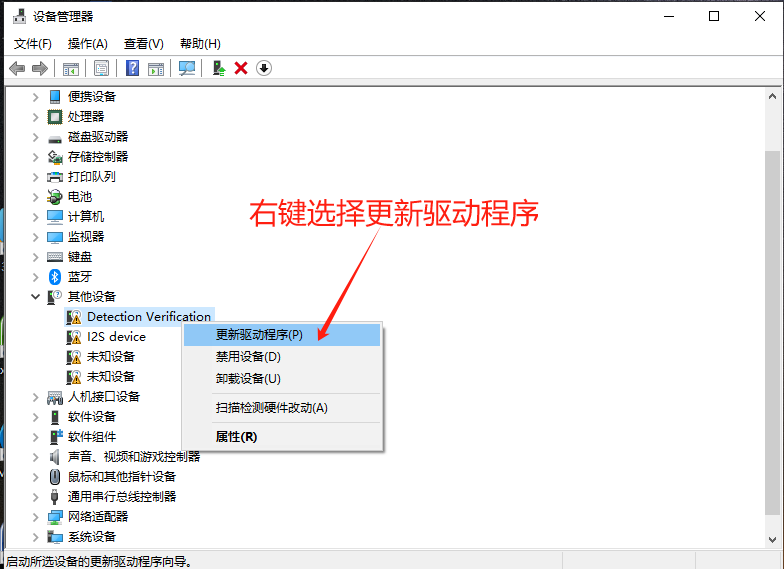 设备管理器
文件(F) 操作(A) 查看(V) 帮助(H)
便携设备
处理器
磁盘驱动器
存储控制器
打印队列
电池
计算机
监视器
键盘
蓝牙
其他设备
Detection Verification
I2S device
未知设备
未知设备
人机接口设备
软件设备
软件组件
声音、视频和游戏控制器
鼠标和其他指针设备
通用串行总线控制器
网络适配器
系统设备
右键选择更新驱动程序
更新驱动程序(P)
禁用设备(D)
卸载设备(U)
扫描检测硬件改动(A)
属性(R)
启动所选设备的更新驱动程序向导。